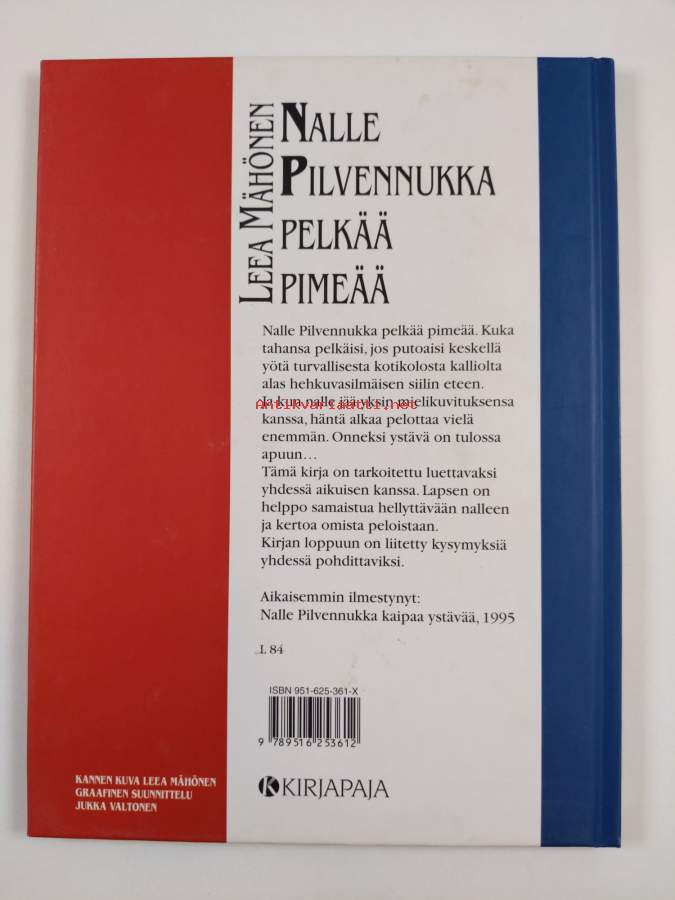 LEEA MÄHÖNEN
NALLE
PILVENNUKKA
PELKÄÄ
PIMEÄÄ
Nalle Pilvennukka pelkää pimeää. Kuka
tahansa pelkäisi, jos putoaisi keskellä
yötä turvallisesta kotikolosta kalliolta
alas hehkuvasilmäisen siilin eteen.
Ja kun nalle jää yksin mielikuvituksensa
Antikvariaatti.net
kanssa, häntä alkaa pelottaa vielä
enemmän. Onneksi ystävä on tulossa
apuun…
Tämä kirja on tarkoitettu luettavaksi
yhdessä aikuisen kanssa. Lapsen on
helppo samaistua hellyttävään nalleen
ja kertoa omista peloistaan.
Kirjan loppuun on liitetty kysymyksiä
yhdessä pohdittaviksi.
Aikaisemmin ilmestynyt:
Nalle Pilvennukka kaipaa ystävää, 1995
L 84
ISBN 951-625-361-X
9 789516 253612
KIRJAPAJA
KANNEN KUVA LEEA MÄHÖNEN
GRAAFINEN SUUNNITTELU
JUKKA VALTONEN